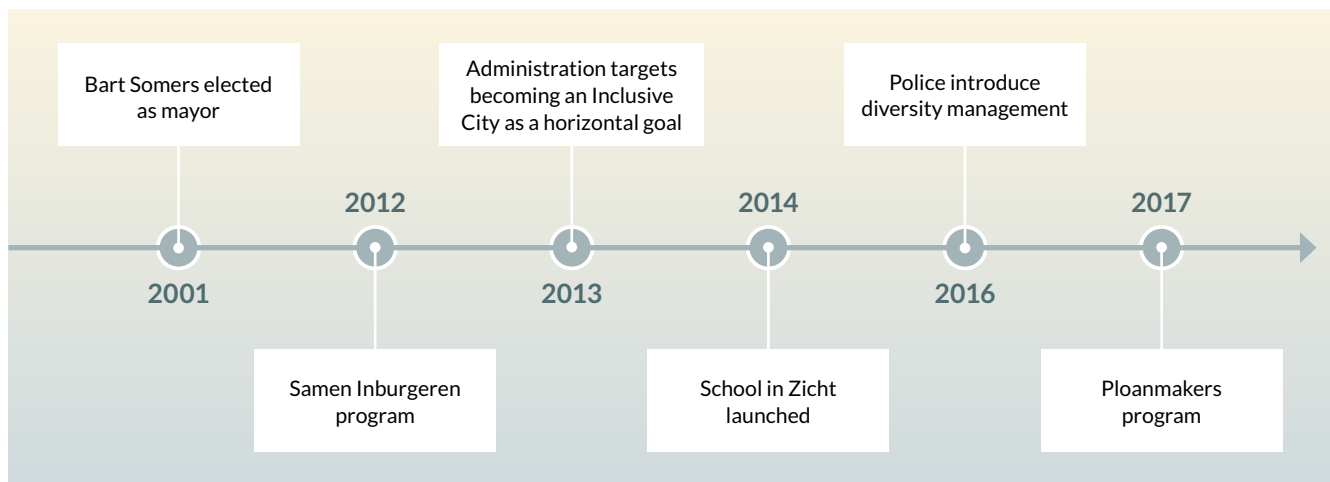 Bart Somers elected
as mayor
2001
2012
Samen Inburgeren
program
Administration targets
becoming an Inclusive
City as a horizontal goal
2013
2014
School in Zicht
launched
Police introduce
diversity management
2016
2017
Ploanmakers
program